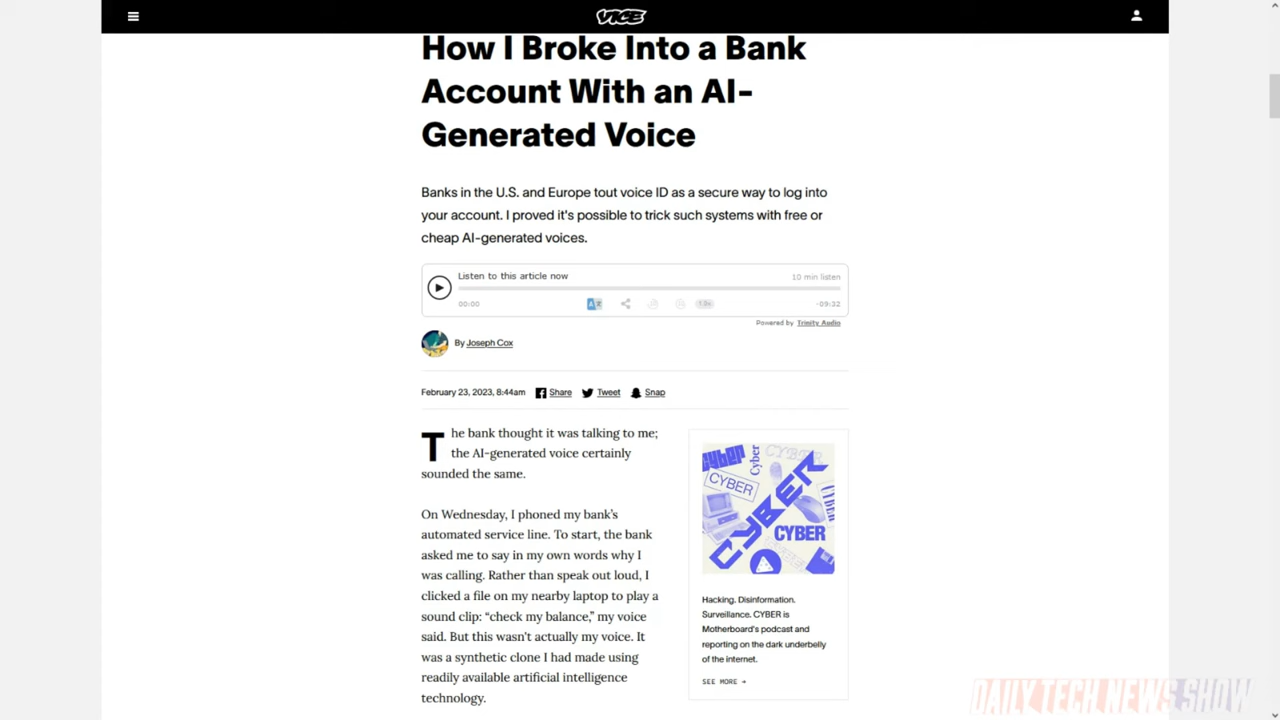 VICE
How I Broke Into a Bank
Account With an AI-
Generated Voice
Banks in the U.S. and Europe tout voice ID as a secure way to log into
your account. I proved it's possible to trick such systems with free or
cheap AI-generated voices.
Listen to this article now
10 min listen
00:00
1.0x
-09:32
Powered by Trinity Audio
By Joseph Cox
February 23, 2023, 8:44am
Share
Tweet
Snap
The bank thought it was talking to me;
the AI-generated voice certainly
sounded the same.
On Wednesday, I phoned my bank's
automated service line. To start, the bank
asked me to say in my own words why I
was calling. Rather than speak out loud, I
clicked a file on my nearby laptop to play a
sound clip: “check my balance,” my voice
said. But this wasn't actually my voice. It
was a synthetic clone I had made using
readily available artificial intelligence
technology.
cyber
Cyber
CYBER
CYBER
CYBER
CYBER
Hacking. Disinformation.
Surveillance. CYBER is
Motherboard's podcast and
reporting on the dark underbelly
of the internet.
SEE MORE →
DAILY TECH NEWS SHOW